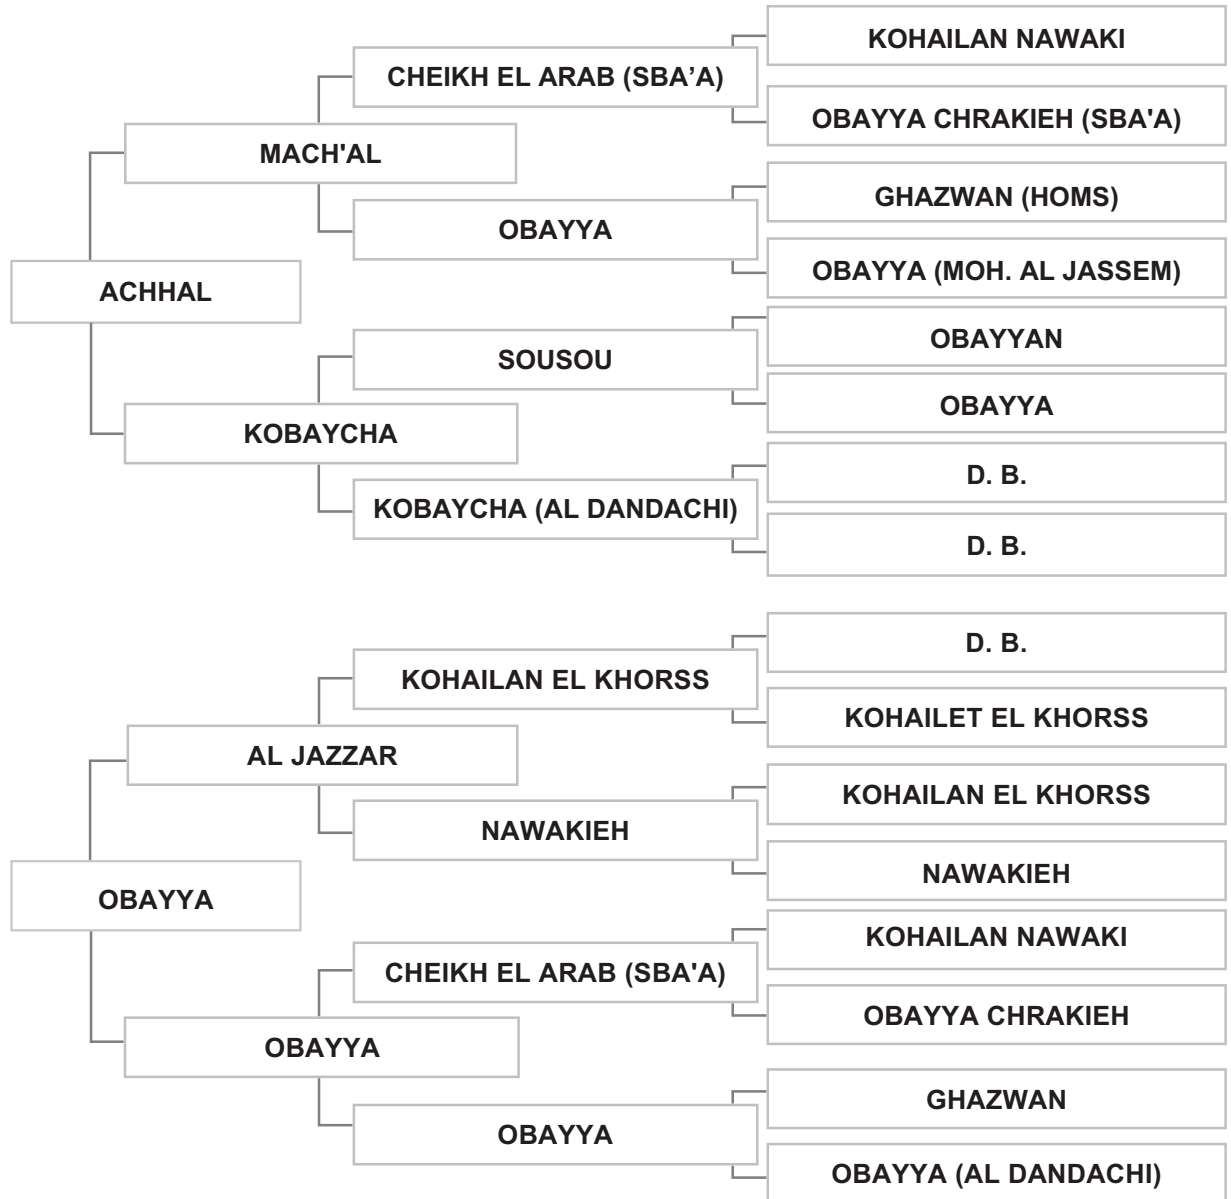 KOHAILAN NAWAKI
CHEIKH EL ARAB (SBA’A)
OBAYYA CHRAKIEH (SBA'A)
MACH'AL
GHAZWAN (HOMS)
OBAYYA
OBAYYA (MOH. AL JASSEM)
ACHHAL
OBAYYAN
SOUSOU
OBAYYA
KOBAYCHA
D. B.
KOBAYCHA (AL DANDACHI)
D. B.
D. B.
KOHAILAN EL KHORSS
KOHAILET EL KHORSS
AL JAZZAR
KOHAILAN EL KHORSS
NAWAKIEH
NAWAKIEH
OBAYYA
KOHAILAN NAWAKI
CHEIKH EL ARAB (SBA'A)
OBAYYA CHRAKIEH
OBAYYA
GHAZWAN
OBAYYA
OBAYYA (AL DANDACHI)